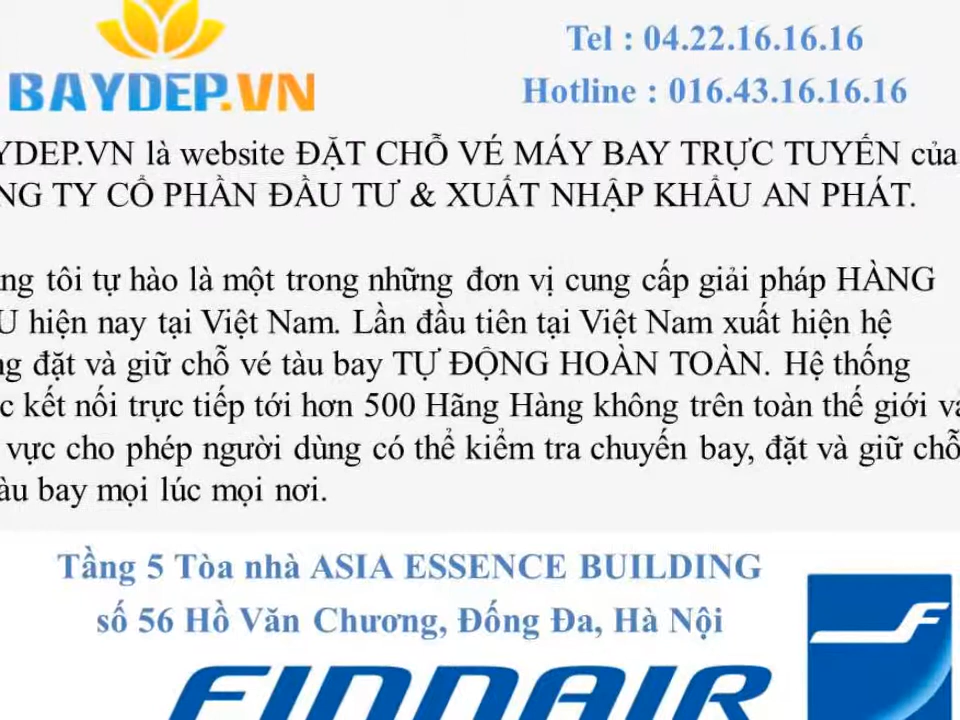 BAYDEP.VN
Tel : 04.22.16.16.16
Hotline : 016.43.16.16.16
YDEP.VN là website ĐẶT CHỖ VÉ MÁY BAY TRỰC TUYẾN của
NG TY CỔ PHẦN ĐẦU TƯ & XUẤT NHẬP KHẨU AN PHÁT.
ng tôi tự hào là một trong những đơn vị cung cấp giải pháp HÀNG
U hiện nay tại Việt Nam. Lần đầu tiên tại Việt Nam xuất hiện hệ
ng đặt và giữ chỗ vé tàu bay TỰ ĐỘNG HOÀN TOÀN. Hệ thống
c kết nối trực tiếp tới hơn 500 Hãng Hàng không trên toàn thế giới và
vực cho phép người dùng có thể kiểm tra chuyến bay, đặt và giữ chỗ
àu bay mọi lúc mọi nơi.
Tầng 5 Tòa nhà ASIA ESSENCE BUILDING
số 56 Hồ Văn Chương, Đống Đa, Hà Nội
FINNAIR